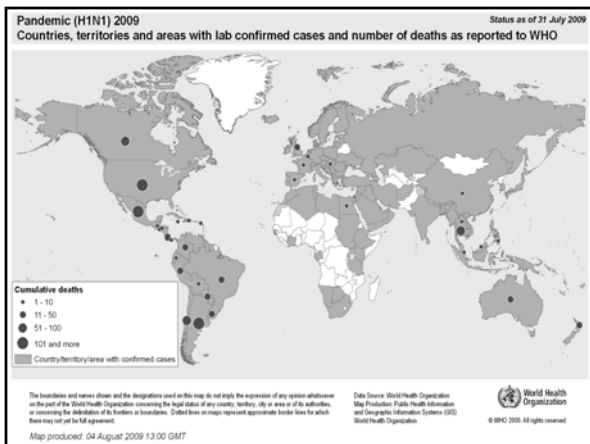 Pandemic (H1N1) 2009
Status as of 31 July 2009
Countries, territories and areas with lab confirmed cases and number of deaths as reported to WHO
Cumulative deaths
1 - 10
11 - 50
51 - 100
101 and more
Country/territory/area with confirmed cases
The boundaries and names shown and the designations used on this map do not imply the expression of any opinion whatsoever
on the part of the World Health Organization concerning the legal status of any country, territory, city or area or of its authorities,
or concerning the delimitation of its frontiers or boundaries. Dotted lines on maps represent approximate border lines for which
there may not yet be full agreement.
Data Source: World Health Organization
Map Production: Public Health Information
and Geographic Information Systems (GIS)
World Health Organization
World Health
Organization
© WHO 2009. All rights reserved
Map produced: 04 August 2009 13:00 GMT